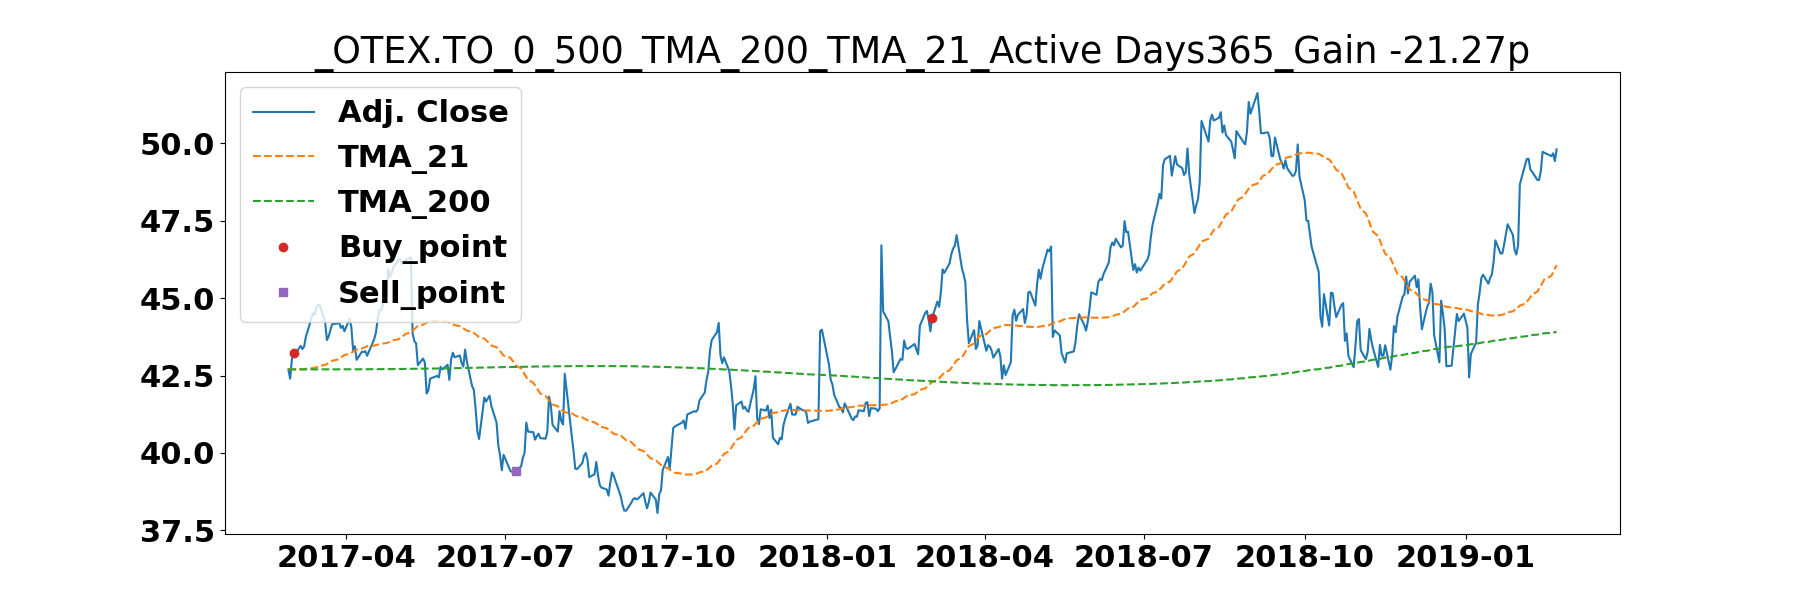 _OTEX.TO_0_500_TMA_200_TMA_21_Active Days365_Gain -21.27p
Adj. Close
TMA_21
TMA_200
Buy_point
Sell_point
50.0
47.5
45.0
42.5
40.0
37.5
2017-04 2017-07 2017-10 2018-01 2018-04 2018-07 2018-10 2019-01